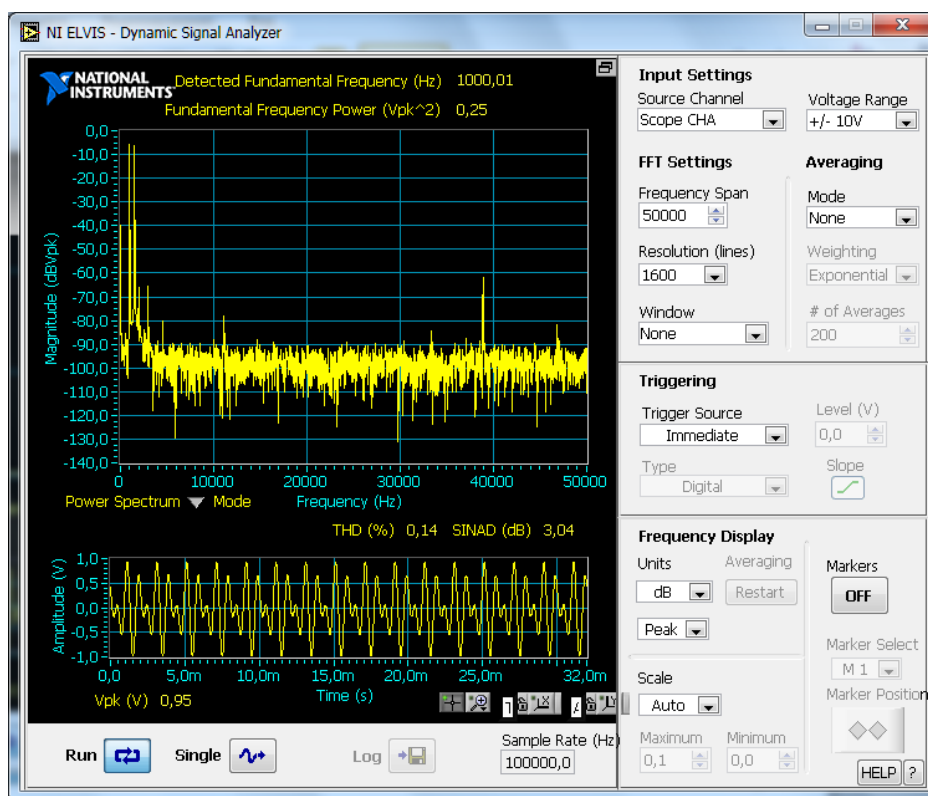 NI ELVIS - Dynamic Signal Analyzer
NATIONAL
INSTRUMENTS
Detected Fundamental Frequency (Hz) 1000,01
Fundamental Frequency Power (Vpk^2) 0,25
Magnitude (dBVpk)
0,0
-10,0
-20,0
-30,0
-40,0
-50,0
-60,0
-70,0
-80,0
-90,0
-100,0
-110,0
-120,0
-130,0
-140,0
0 10000 20000 30000 40000 50000
Power Spectrum Mode Frequency (Hz)
THD (%) 0,14 SINAD (dB) 3,04
Amplitude (V)
1,0
0,5
0,0
-0,5
-1,0
0,0 5,0m 10,0m 15,0m 20,0m 25,0m 32,0m
Time (s)
Vpk (V) 0,95
Run
Single
Log
Sample Rate (Hz)
100000,0
Input Settings
Source Channel
Scope CHA
Voltage Range
+/- 10V
FFT Settings
Frequency Span
50000
Resolution (lines)
1600
Window
None
Averaging
Mode
None
Weighting
Exponential
# of Averages
200
Triggering
Trigger Source
Immediate
Level (V)
0,0
Type
Digital
Slope
Frequency Display
Units
dB
Averaging
Restart
Peak
Scale
Auto
Maximum
0,1
Minimum
0,0
Markers
OFF
Marker Select
M 1
Marker Position
HELP ?